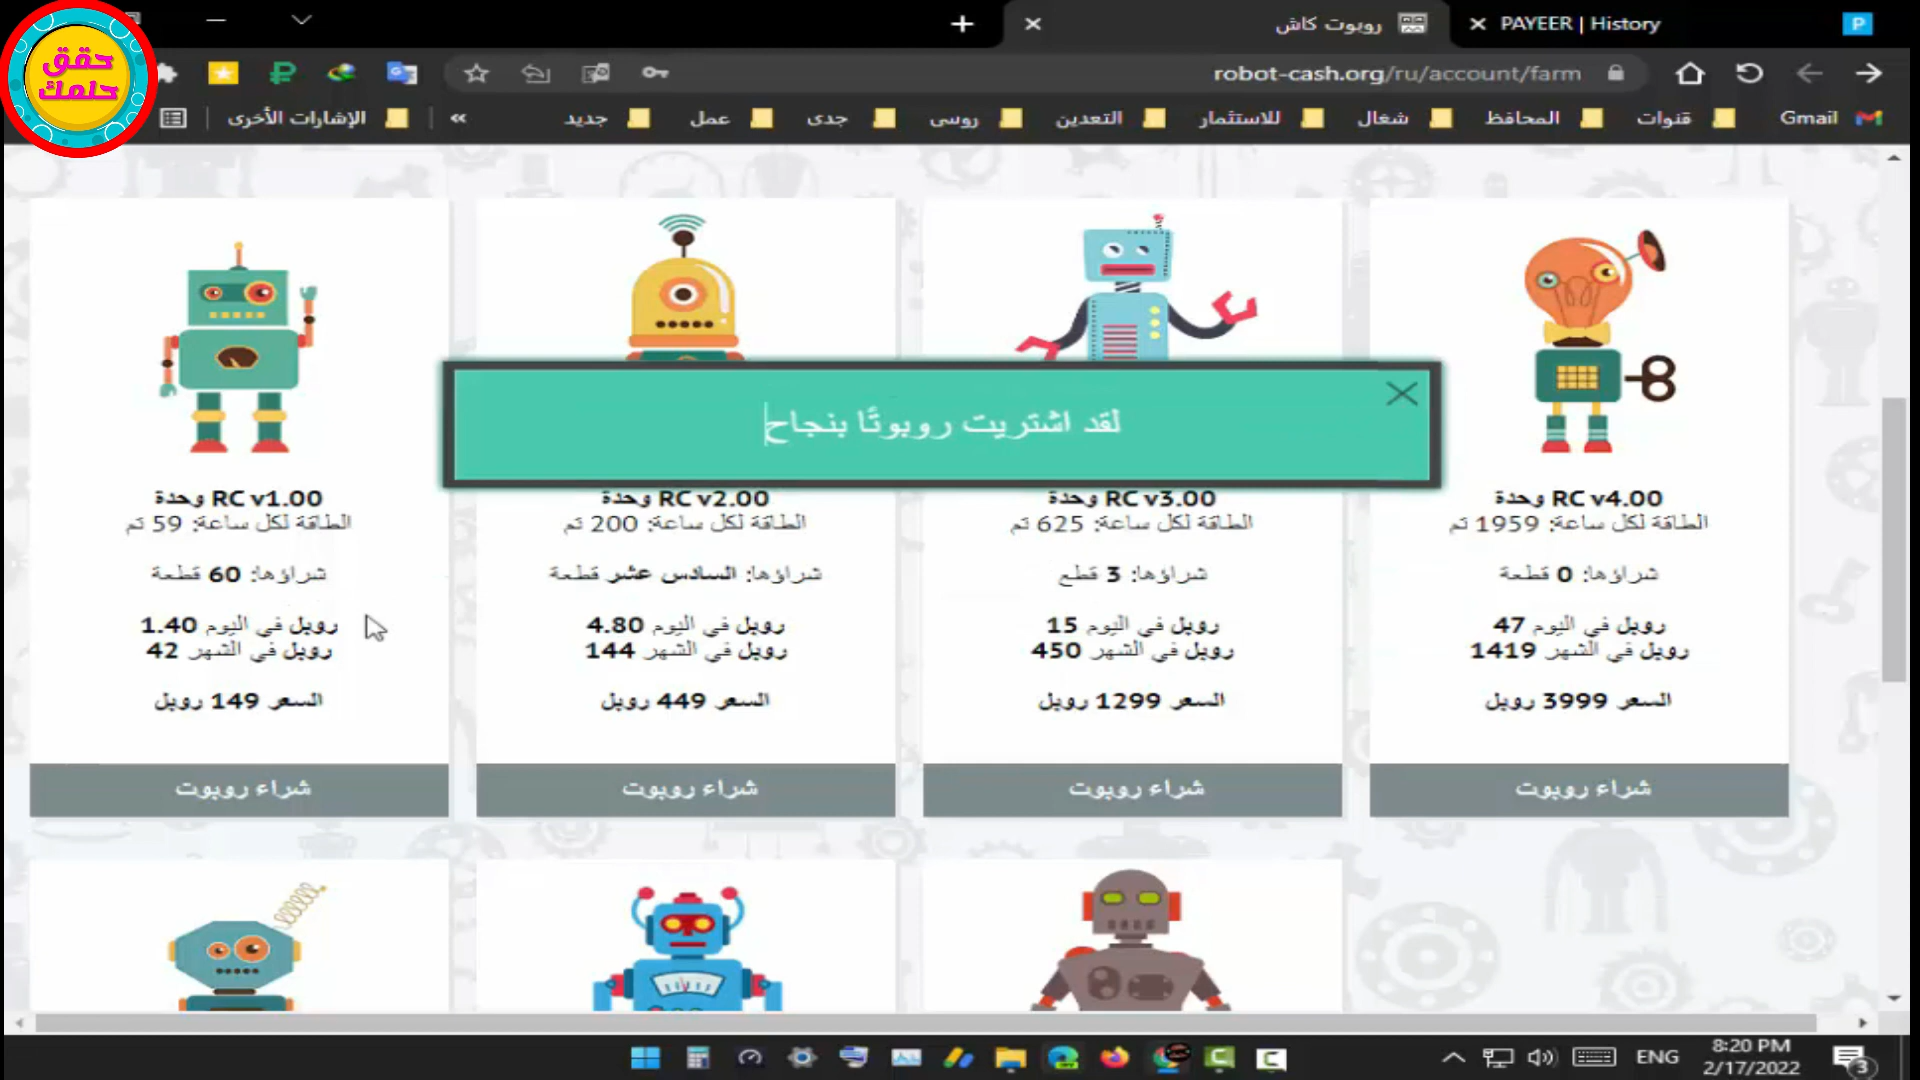 حقق
حلمك
روبوت كاش
PAYEER | History
P
robot-cash.org/ru/account/farm
الإشارات الأخرى
»
جديد
عمل
جدى
روسى
التعدين
للاستثمار
شغال
المحافظ
قنوات
Gmail
لقد اشتريت روبوتًا بنجاح
وحدة RC v1.00
الطاقة لكل ساعة: 59 تم
شراؤها: 60 قطعة
روبل في اليوم 1.40
روبل في الشهر 42
السعر 149 روبل
شراء روبوت
وحدة RC v2.00
الطاقة لكل ساعة: 200 تم
شراؤها: السادس عشر قطعة
روبل في اليوم 4.80
روبل في الشهر 144
السعر 449 روبل
شراء روبوت
وحدة RC v3.00
الطاقة لكل ساعة: 625 تم
شراؤها: 3 قطع
روبل في اليوم 15
روبل في الشهر 450
السعر 1299 روبل
شراء روبوت
وحدة RC v4.00
الطاقة لكل ساعة: 1959 تم
شراؤها: 0 قطعة
روبل في اليوم 47
روبل في الشهر 1419
السعر 3999 روبل
شراء روبوت
ENG
8:20 PM
2/17/2022
3